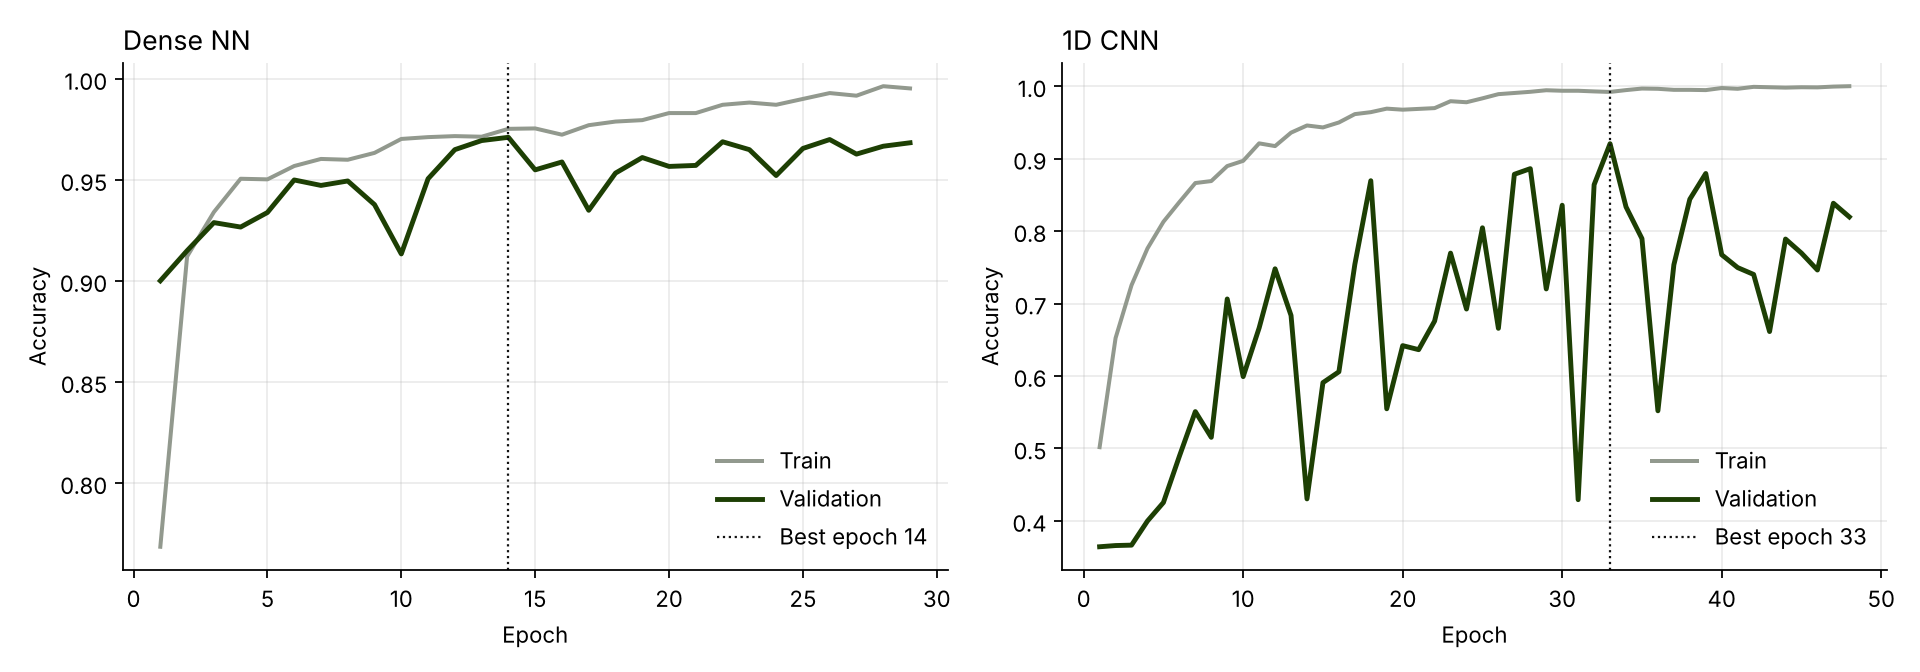 Dense NN
Accuracy
1.00
0.95
0.90
0.85
0.80
Train
Validation
Best epoch 14
0 5 10 15 20 25 30
Epoch
1D CNN
Accuracy
1.0
0.9
0.8
0.7
0.6
0.5
0.4
Train
Validation
Best epoch 33
0 10 20 30 40 50
Epoch